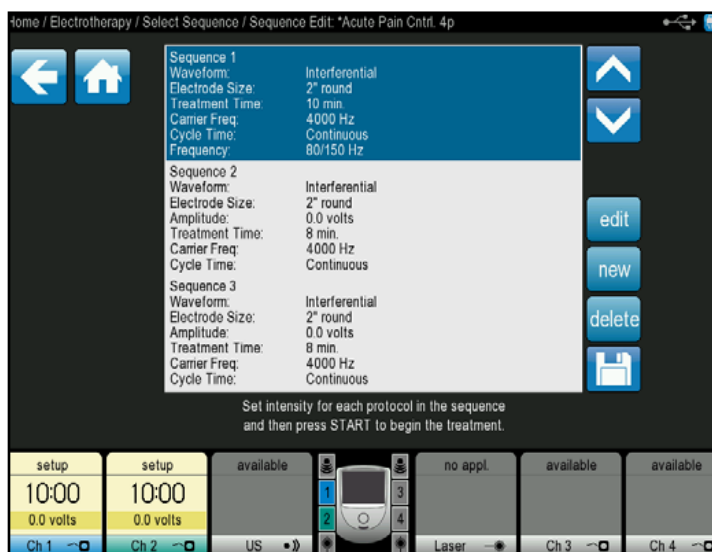 Home / Electrotherapy / Select Sequence / Sequence Edit: *Acute Pain Cntrl. 4p
Sequence 1
Waveform: Interferential
Electrode Size: 2" round
Treatment Time: 10 min.
Carrier Freq: 4000 Hz
Cycle Time: Continuous
Frequency: 80/150 Hz
Sequence 2
Waveform: Interferential
Electrode Size: 2" round
Amplitude: 0.0 volts
Treatment Time: 8 min.
Carrier Freq: 4000 Hz
Cycle Time: Continuous
Sequence 3
Waveform: Interferential
Electrode Size: 2" round
Amplitude: 0.0 volts
Treatment Time: 8 min.
Carrier Freq: 4000 Hz
Cycle Time: Continuous
edit
new
delete
Set intensity for each protocol in the sequence
and then press START to begin the treatment.
setup setup available no appl. available available
10:00 10:00 1 3
0.0 volts 0.0 volts 2 4
Ch 1 Ch 2 US Laser Ch 3 Ch 4